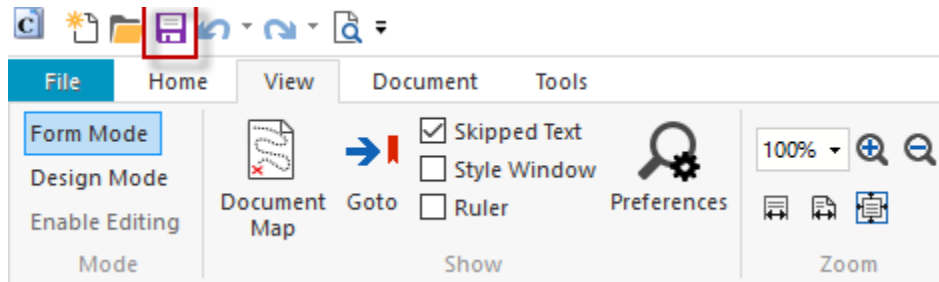 C
File Home View Document Tools
Form Mode
Design Mode
Enable Editing
Mode
Document Map
Goto
Skipped Text
Style Window
Ruler
Preferences
Show
100%
Zoom